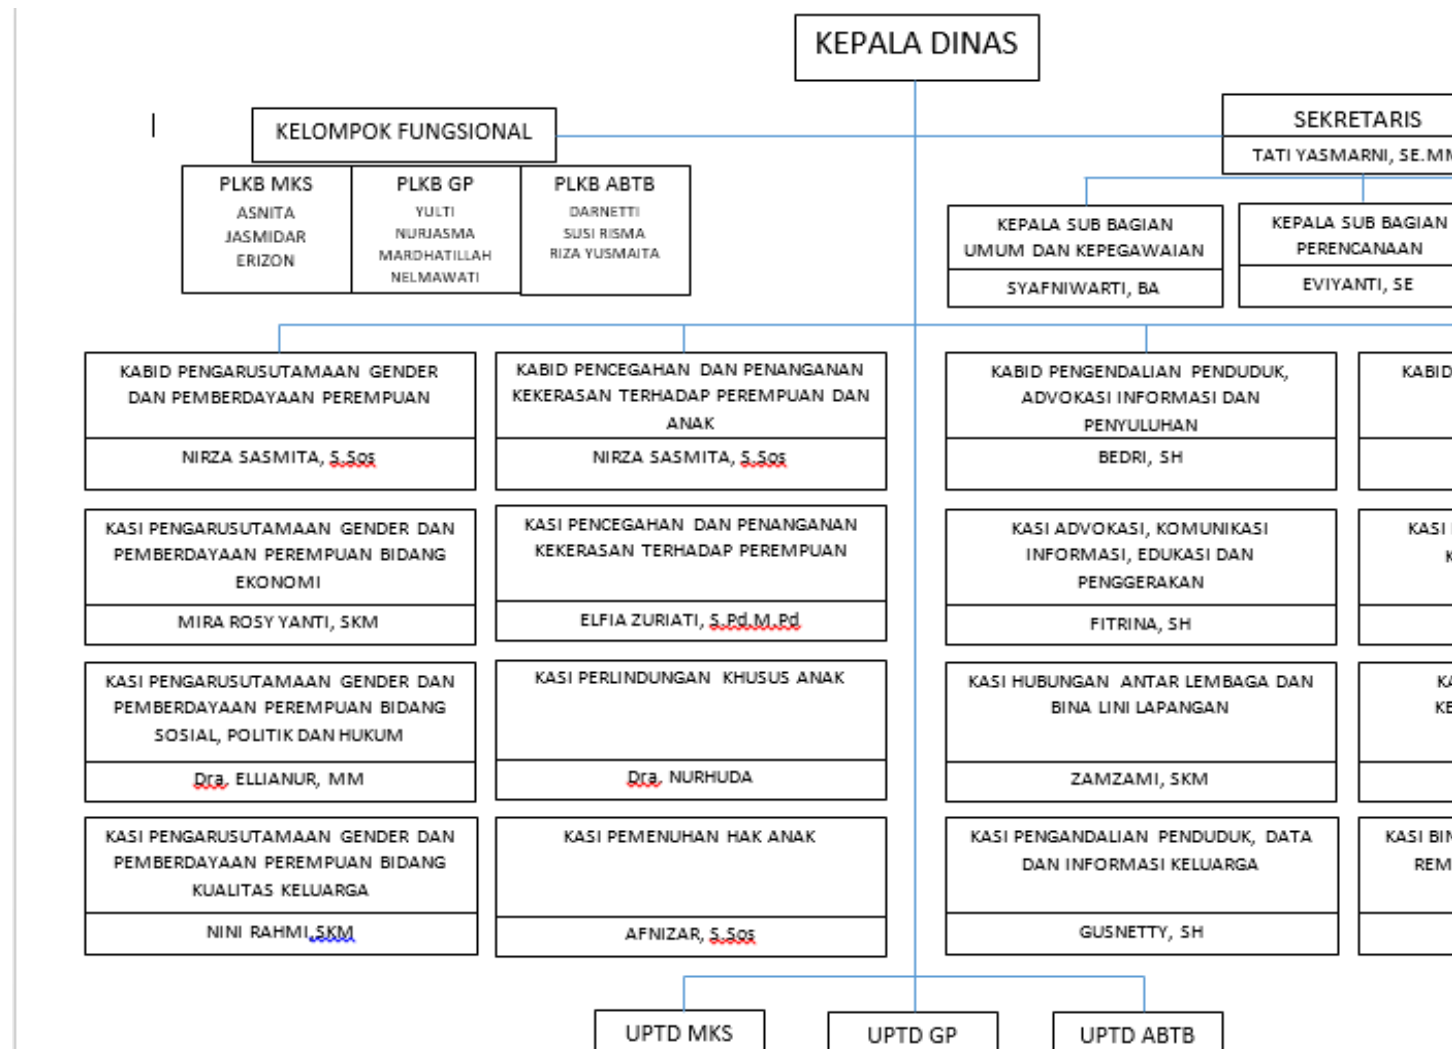 KEPALA DINAS
KELOMPOK FUNGSIONAL
SEKRETARIS
TATI YASMARNI, SE.MM
PLKB MKS
ASNITA
JASMIDAR
ERIZON
PLKB GP
YULTI
NURJASMA
MARDHATILLAH
NELMAWATI
PLKB ABTB
DARNETTI
SUSI RISMA
RIZA YUSMAITA
KEPALA SUB BAGIAN
UMUM DAN KEPEGAWAIAN
SYAFNIWARTI, BA
KEPALA SUB BAGIAN
PERENCANAAN
EVIYANTI, SE
KABID PENGARUSUTAMAAN GENDER
DAN PEMBERDAYAAN PEREMPUAN
NIRZA SASMITA, S.Sos
KABID PENCEGAHAN DAN PENANGANAN
KEKERASAN TERHADAP PEREMPUAN DAN
ANAK
NIRZA SASMITA, S.Sos
KABID PENGENDALIAN PENDUDUK,
ADVOKASI INFORMASI DAN
PENYULUHAN
BEDRI, SH
KABID
KASI PENGARUSUTAMAAN GENDER DAN
PEMBERDAYAAN PEREMPUAN BIDANG
EKONOMI
MIRA ROSY YANTI, SKM
KASI PENCEGAHAN DAN PENANGANAN
KEKERASAN TERHADAP PEREMPUAN
ELFIA ZURIATI, S.Pd.M.Pd
KASI ADVOKASI, KOMUNIKASI
INFORMASI, EDUKASI DAN
PENGGERAKAN
FITRINA, SH
KASI
KASI PENGARUSUTAMAAN GENDER DAN
PEMBERDAYAAN PEREMPUAN BIDANG
SOSIAL, POLITIK DAN HUKUM
Dra. ELLIANUR, MM
KASI PERLINDUNGAN KHUSUS ANAK
Dra. NURHUDA
KASI HUBUNGAN ANTAR LEMBAGA DAN
BINA LINI LAPANGAN
ZAMZAMI, SKM
KA
KE
KASI PENGARUSUTAMAAN GENDER DAN
PEMBERDAYAAN PEREMPUAN BIDANG
KUALITAS KELUARGA
NINI RAHMI,SKM
KASI PEMENUHAN HAK ANAK
AFNIZAR, S.Sos
KASI PENGANDALIAN PENDUDUK, DATA
DAN INFORMASI KELUARGA
GUSNETTY, SH
KASI BIN
REM
UPTD MKS
UPTD GP
UPTD ABTB